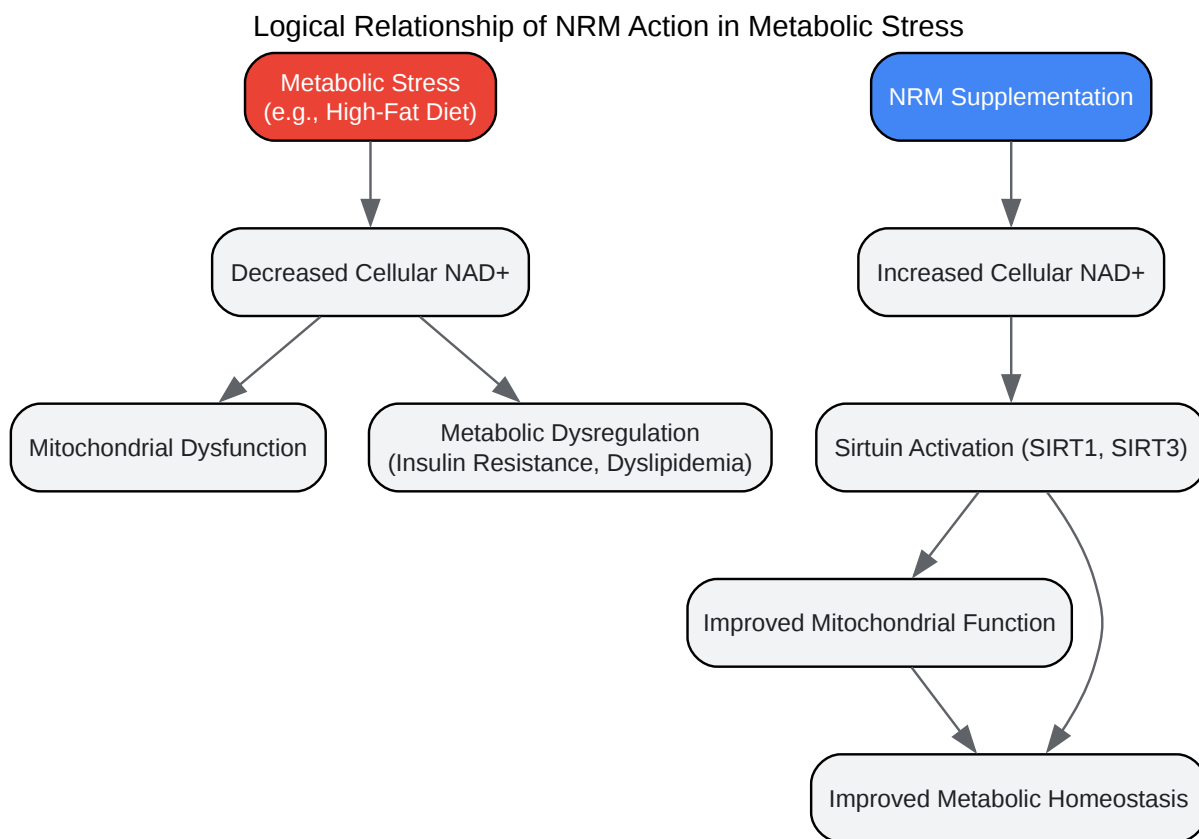 Logical Relationship of NRM Action in Metabolic Stress
Metabolic Stress
(e.g., High-Fat Diet)
NRM Supplementation
Decreased Cellular NAD+
Increased Cellular NAD+
Mitochondrial Dysfunction
Metabolic Dysregulation
(Insulin Resistance, Dyslipidemia)
Sirtuin Activation (SIRT1, SIRT3)
Improved Mitochondrial Function
Improved Metabolic Homeostasis